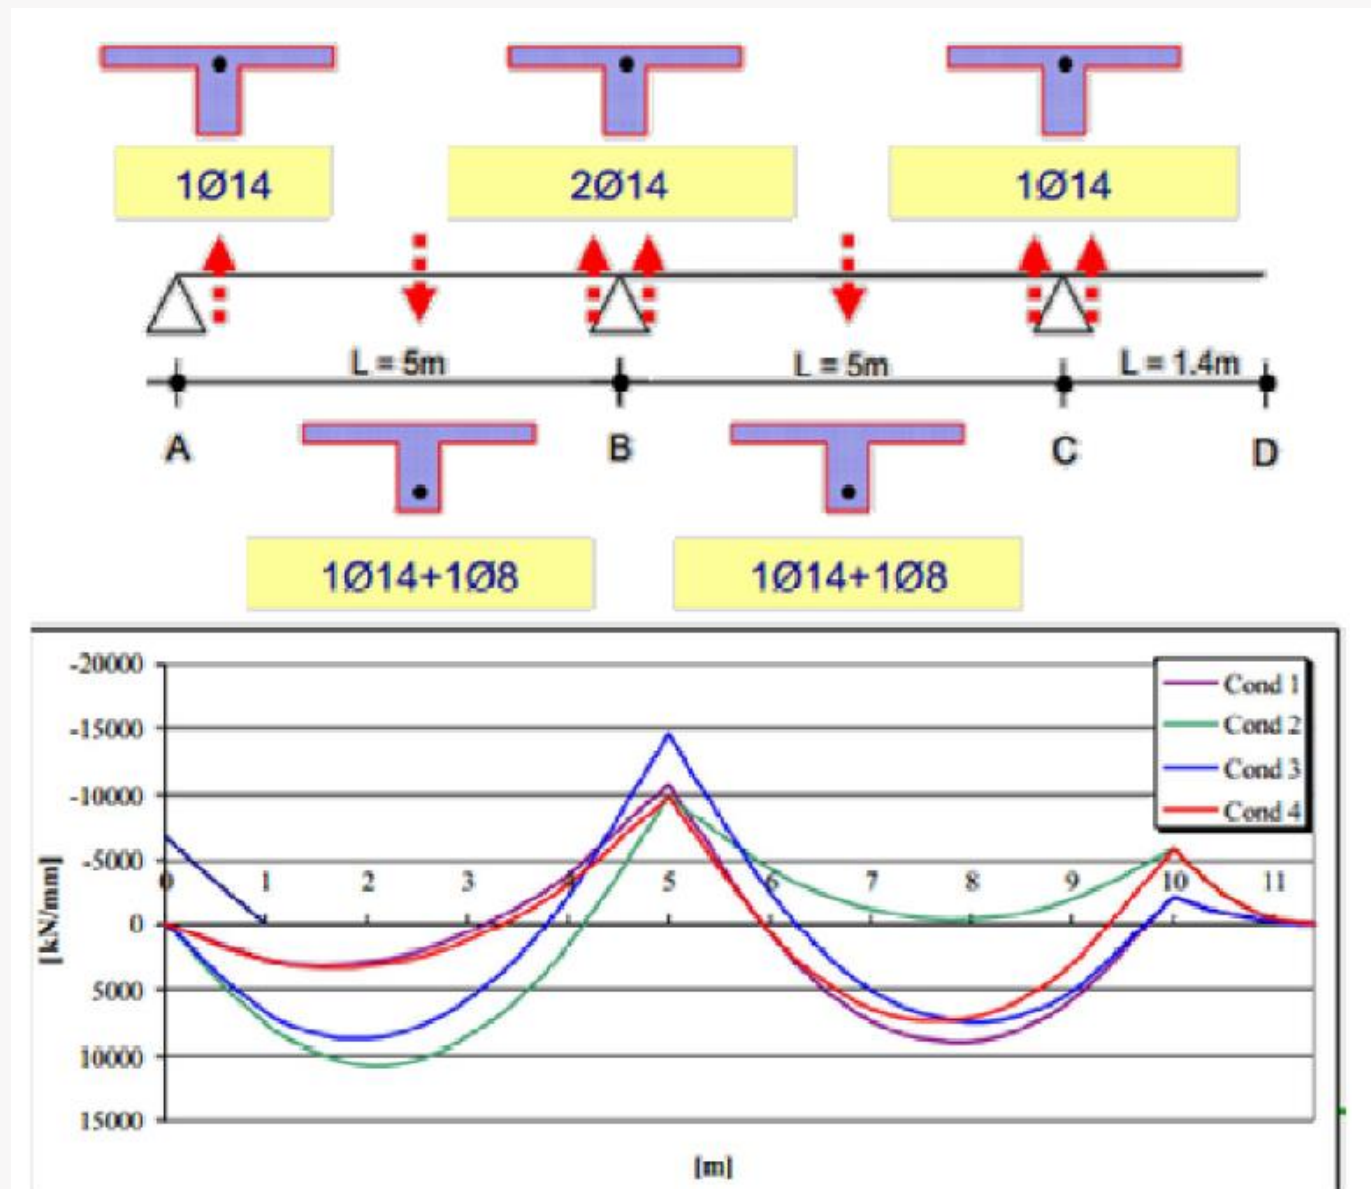 1Ø14 2Ø14 1Ø14
L = 5m L = 5m L = 1.4m
A B C D
1Ø14+1Ø8 1Ø14+1Ø8
-20000
-15000
-10000
-5000
0
5000
10000
15000
0 1 2 3 4 5 6 7 8 9 10 11
[kN/mm]
[m]
Cond 1
Cond 2
Cond 3
Cond 4